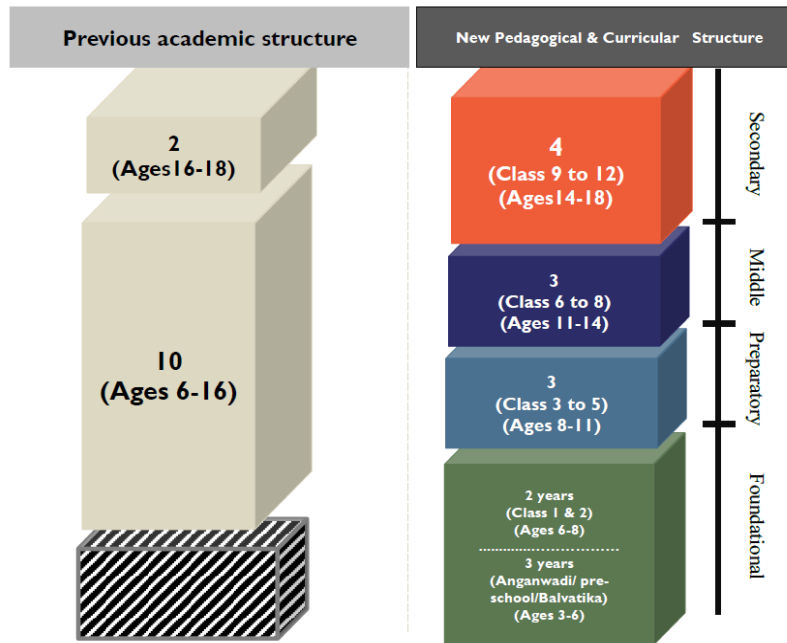 Previous academic structure
2
(Ages16-18)
10
(Ages 6-16)
New Pedagogical & Curricular Structure
4
(Class 9 to 12)
(Ages14-18)
3
(Class 6 to 8)
(Ages 11-14)
3
(Class 3 to 5)
(Ages 8-11)
2 years
(Class 1 & 2)
(Ages 6-8)
3 years
(Anganwadi/ pre-
school/Balvatika)
(Ages 3-6)
Secondary
Middle
Preparatory
Foundational